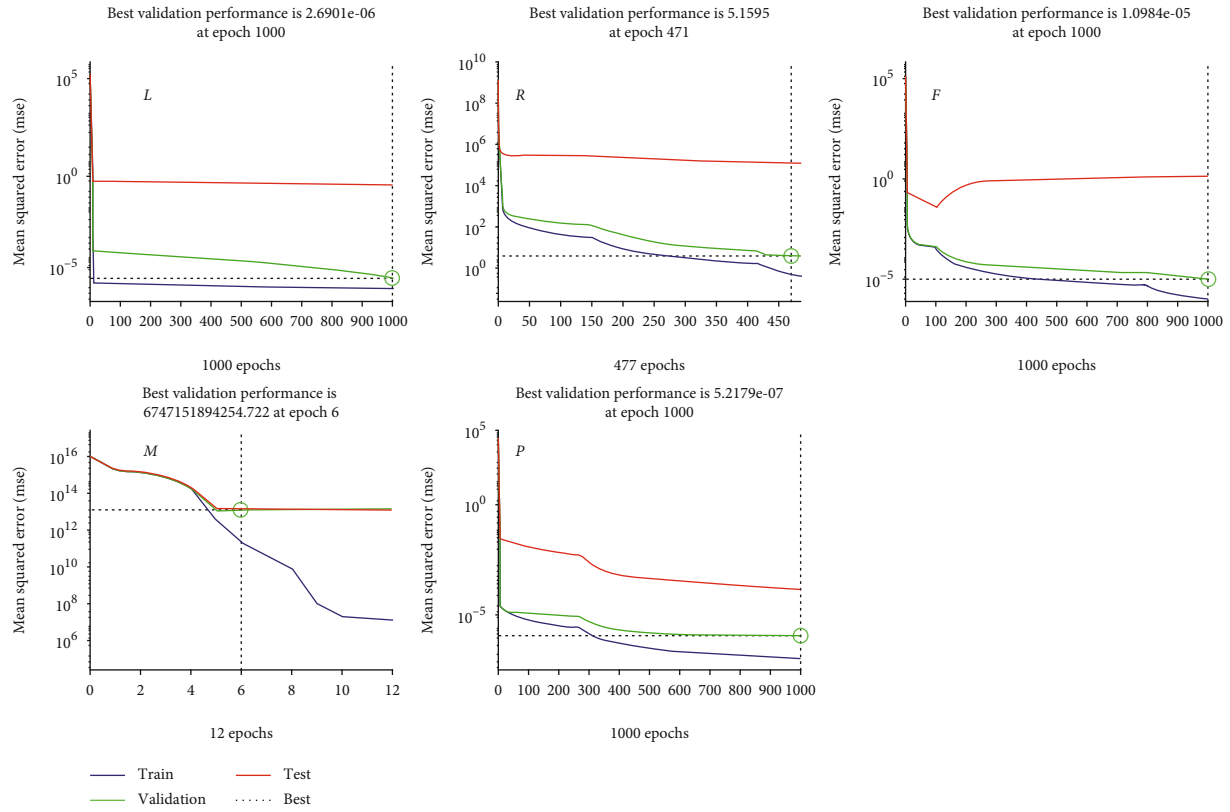 Best validation performance is 2.6901e-06
at epoch 1000
Mean squared error (mse)
10^5
10^0
10^-5
L
0 100 200 300 400 500 600 700 800 900 1000
1000 epochs
Best validation performance is 5.1595
at epoch 471
Mean squared error (mse)
10^10
10^8
10^6
10^4
10^2
10^0
R
0 50 100 150 200 250 300 350 400 450
477 epochs
Best validation performance is 1.0984e-05
at epoch 1000
Mean squared error (mse)
10^5
10^0
10^-5
F
0 100 200 300 400 500 600 700 800 900 1000
1000 epochs
Best validation performance is
6747151894254.722 at epoch 6
Mean squared error (mse)
10^16
10^14
10^12
10^10
10^8
10^6
M
0 2 4 6 8 10 12
12 epochs
Best validation performance is 5.2179e-07
at epoch 1000
Mean squared error (mse)
10^5
10^0
10^-5
P
0 100 200 300 400 500 600 700 800 900 1000
1000 epochs
Train
Test
Validation
Best